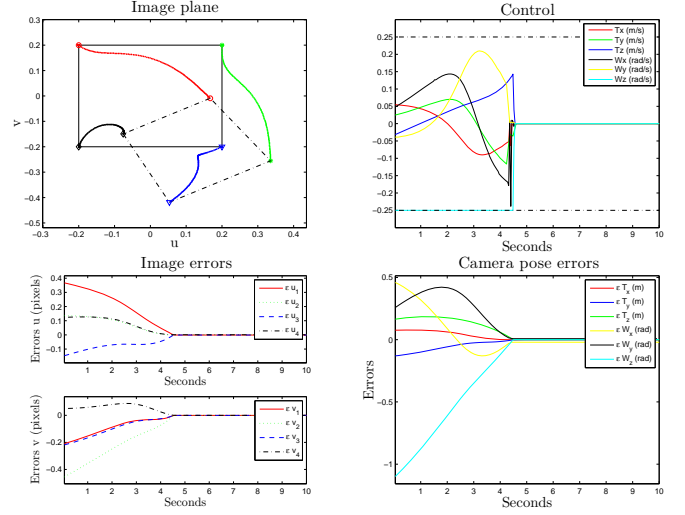 Image plane
0.3
0.2
0.1
0
-0.1
-0.2
-0.3
-0.4
-0.5
v
-0.3 -0.2 -0.1 0 0.1 0.2 0.3 0.4
u
Control
0.25
0.2
0.15
0.1
0.05
0
-0.05
-0.1
-0.15
-0.2
-0.25
Tx (m/s)
Ty (m/s)
Tz (m/s)
Wx (rad/s)
Wy (rad/s)
Wz (rad/s)
1 2 3 4 5 6 7 8 9 10
Seconds
Image errors
Errors u (pixels)
0.4
0.3
0.2
0.1
0
-0.1
ε u1
ε u2
ε u3
ε u4
1 2 3 4 5 6 7 8 9 10
Seconds
Errors v (pixels)
0
-0.2
-0.4
ε v1
ε v2
ε v3
ε v4
1 2 3 4 5 6 7 8 9 10
Seconds
Camera pose errors
Errors
0.5
0
-0.5
-1
ε Tx (m)
ε Ty (m)
ε Tz (m)
ε Wx (rad)
ε Wy (rad)
ε Wz (rad)
1 2 3 4 5 6 7 8 9 10
Seconds